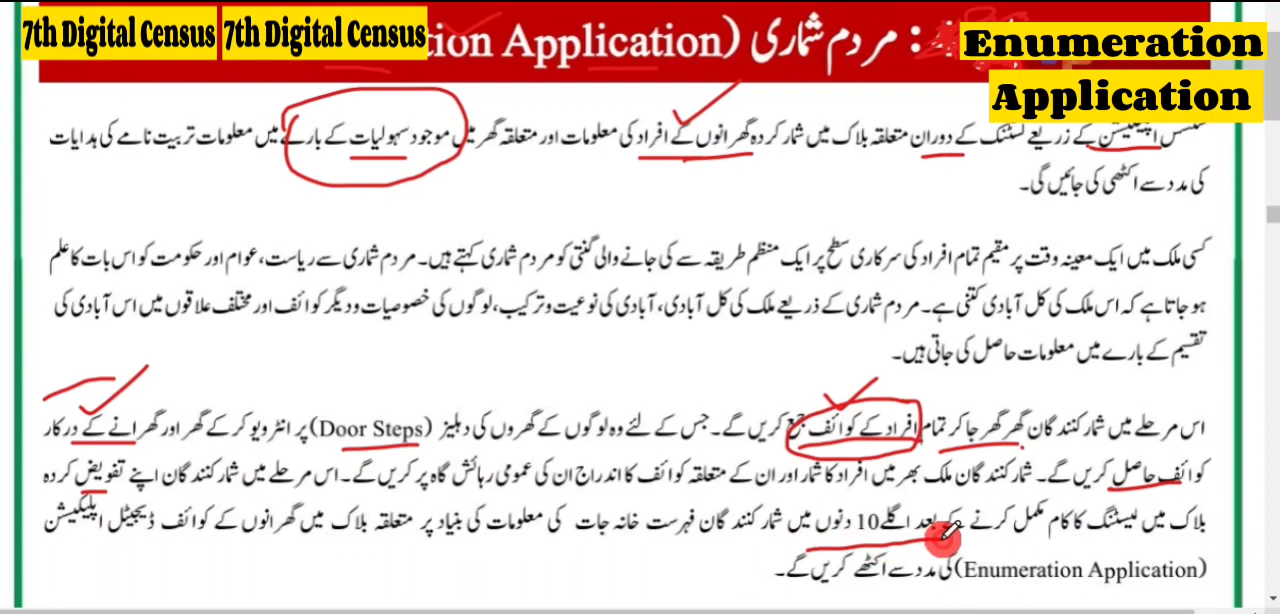 7th Digital Census 7th Digital Census
: مردم شماری (tion Application
Enumeration
Application
اپلیکیشن کے زریعے لسٹنگ کے دوران متعلقہ بلاک میں شمار کردہ گھرانوں کے افراد کی معلومات اور متعلقہ گھر میں موجود سہولیات کے بارے میں معلومات تربیت نامے کی ہدایات
کی مدد سے اکٹھی کی جائیں گی۔
کسی ملک میں ایک معینہ وقت پر مقیم تمام افراد کی سرکاری سطح پر ایک منظم طریقہ سے کی جانے والی گنتی کو مردم شماری کہتے ہیں۔ مردم شماری سے ریاست، عوام اور حکومت کو اس بات کا علم
ہو جاتا ہے کہ اس ملک کی کل آبادی کتنی ہے۔ مردم شماری کے ذریعے ملک کی کل آبادی، آبادی کی نوعیت و ترکیب، لوگوں کی خصوصیات و دیگر کوائف اور مختلف علاقوں میں اس آبادی کی
تقسیم کے بارے میں معلومات حاصل کی جاتی ہیں۔
اس مرحلے میں شمار کنندگان گھر گھر جا کر تمام افراد کے کوائف جمع کریں گے۔ جس کے لئے وہ لوگوں کے گھروں کی دہلیز (Door Steps) پر انٹرویو کر کے گھر اور گھرانے کے درکار
کوائف حاصل کریں گے۔ شمار کنندگان ملک بھر میں افراد کا شمار اور ان کے متعلقہ کوائف کا اندراج ان کی عمومی رہائش گاہ پر کریں گے۔ اس مرحلے میں شمار کنندگان اپنے تفویض کردہ
بلاک میں لیسٹنگ کا کام مکمل کرنے کے بعد اگلے 10 دنوں میں شمار کنندگان فہرست خانہ جات کی معلومات کی بنیاد پر متعلقہ بلاک میں گھرانوں کے کوائف ڈیجیٹل اپلیکیشن
(Enumeration Application) کی مدد سے اکٹھے کریں گے۔